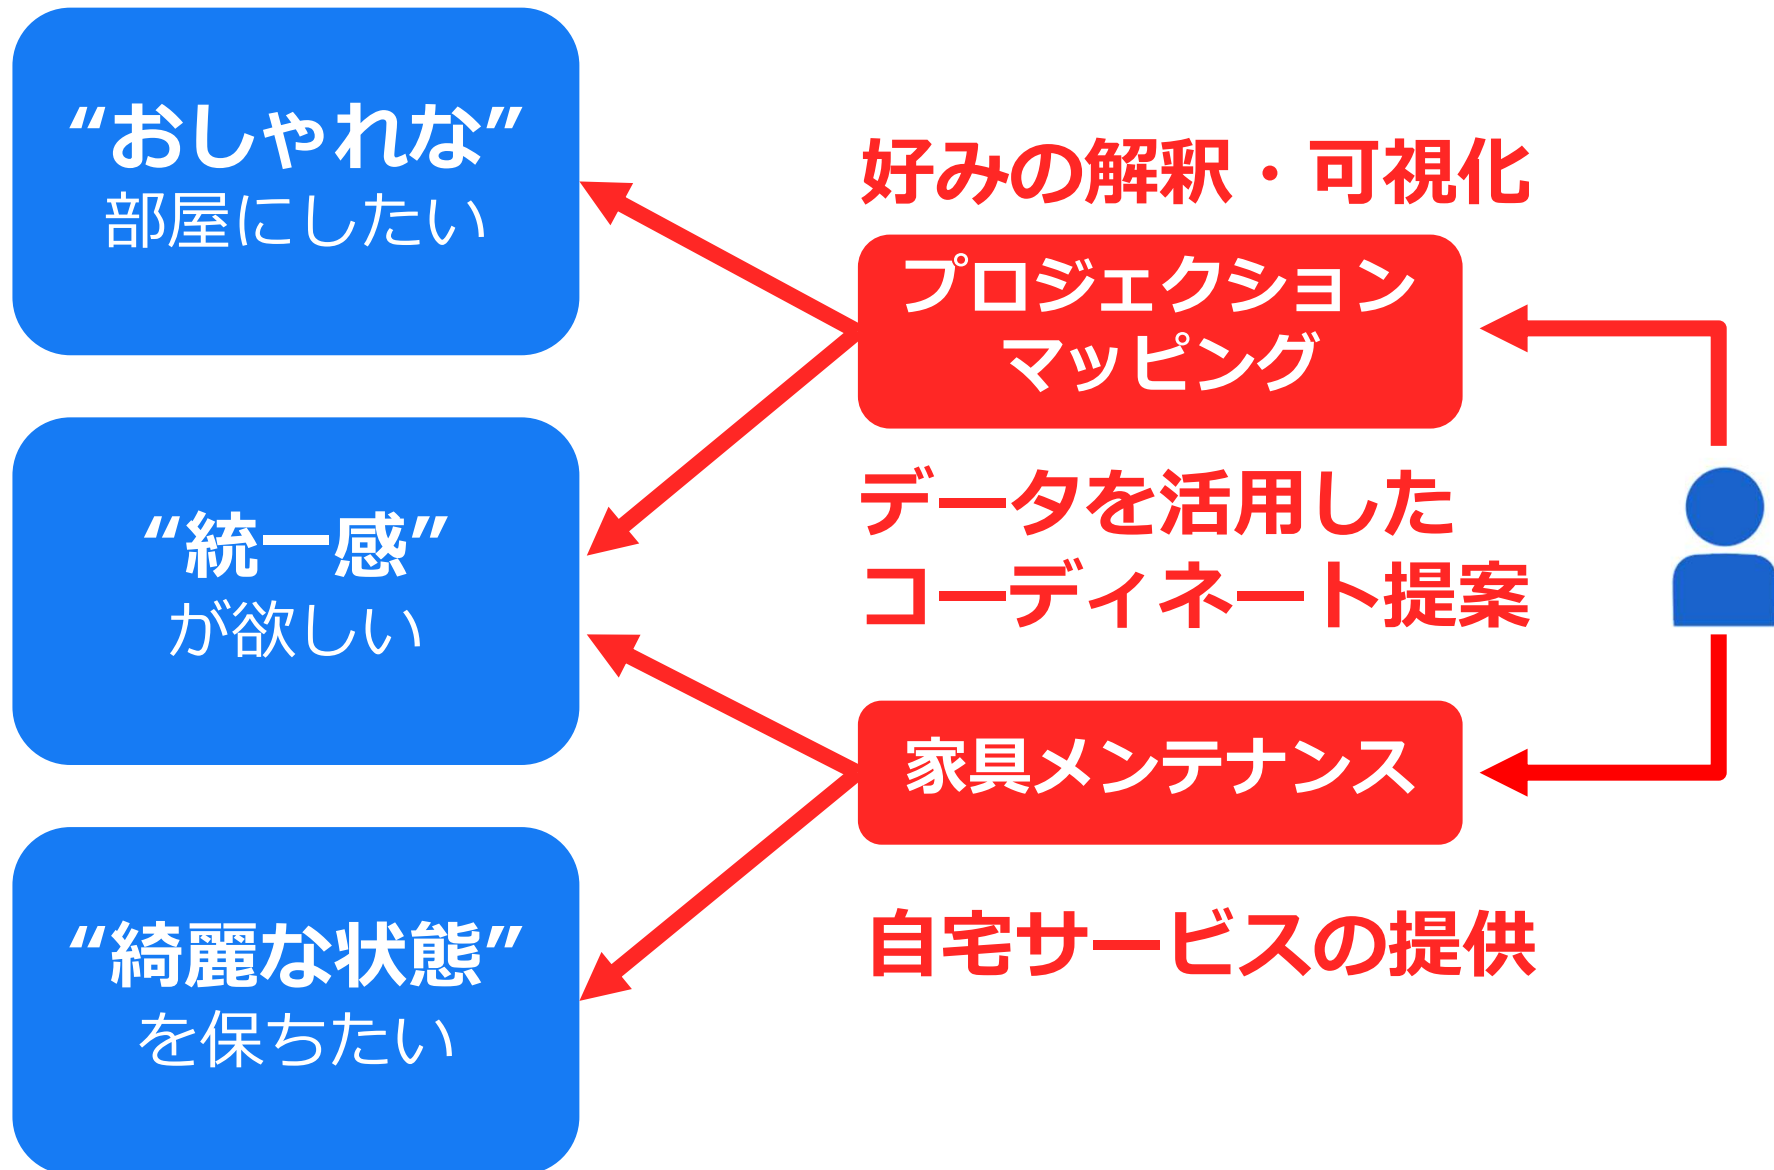 “おしゃれな”
部屋にしたい
“統一感”
が欲しい
“綺麗な状態”
を保ちたい
好みの解釈・可視化
プロジェクション
マッピング
データを活用した
コーディネート提案
家具メンテナンス
自宅サービスの提供